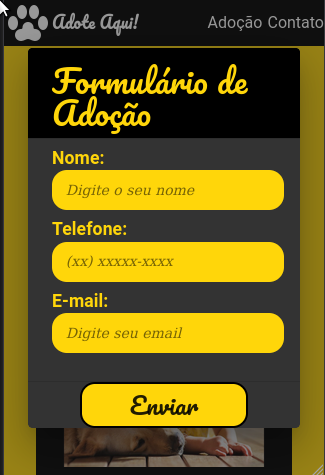 Adote Aqui! Adoção Contato
Formulário de
Adoção
Nome:
Digite o seu nome
Telefone:
(xx) xxxxx-xxxx
E-mail:
Digite seu email
Enviar